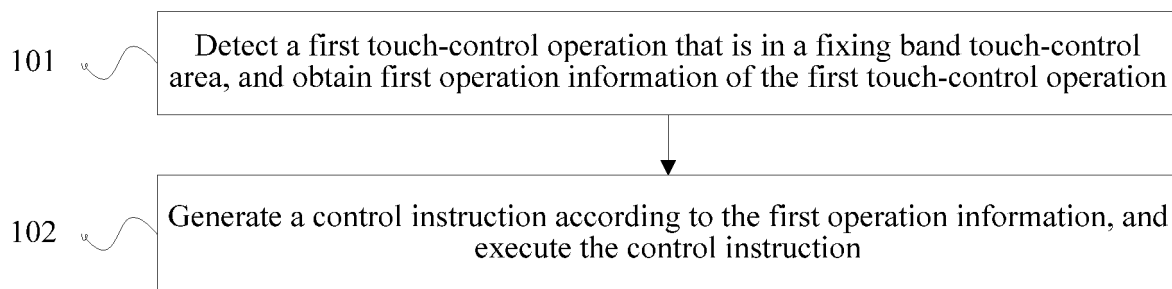 101
Detect a first touch-control operation that is in a fixing band touch-control
area, and obtain first operation information of the first touch-control operation
102
Generate a control instruction according to the first operation information, and
execute the control instruction